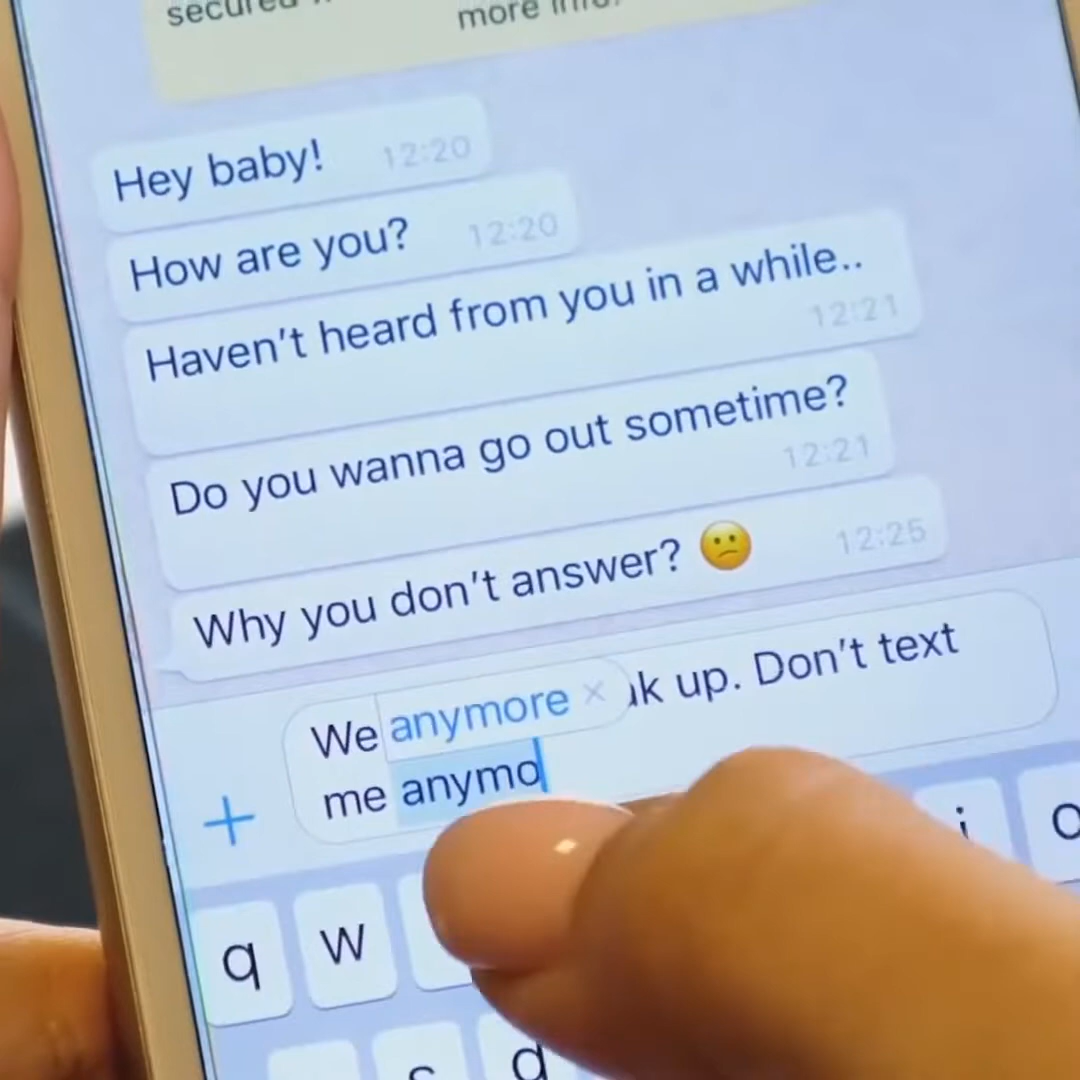 more info.
Hey baby! 12:20
How are you? 12:20
Haven't heard from you in a while..
12:21
Do you wanna go out sometime?
12:21
Why you don't answer? 😕 12:25
We anymore × k up. Don't text
me anymo
+
i o
q w
d